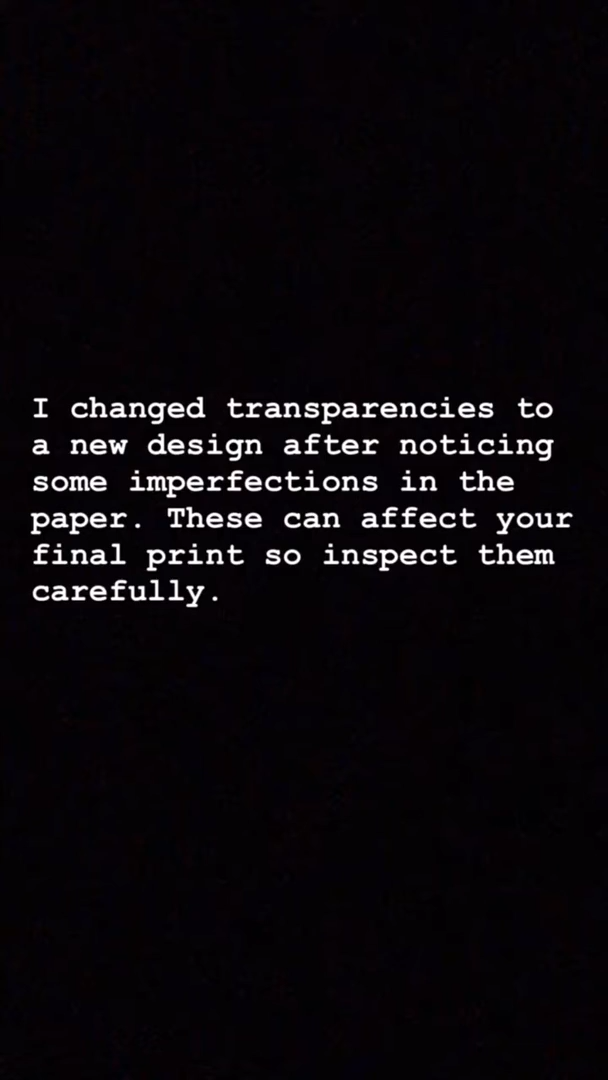 I changed transparencies to
a new design after noticing
some imperfections in the
paper. These can affect your
final print so inspect them
carefully.